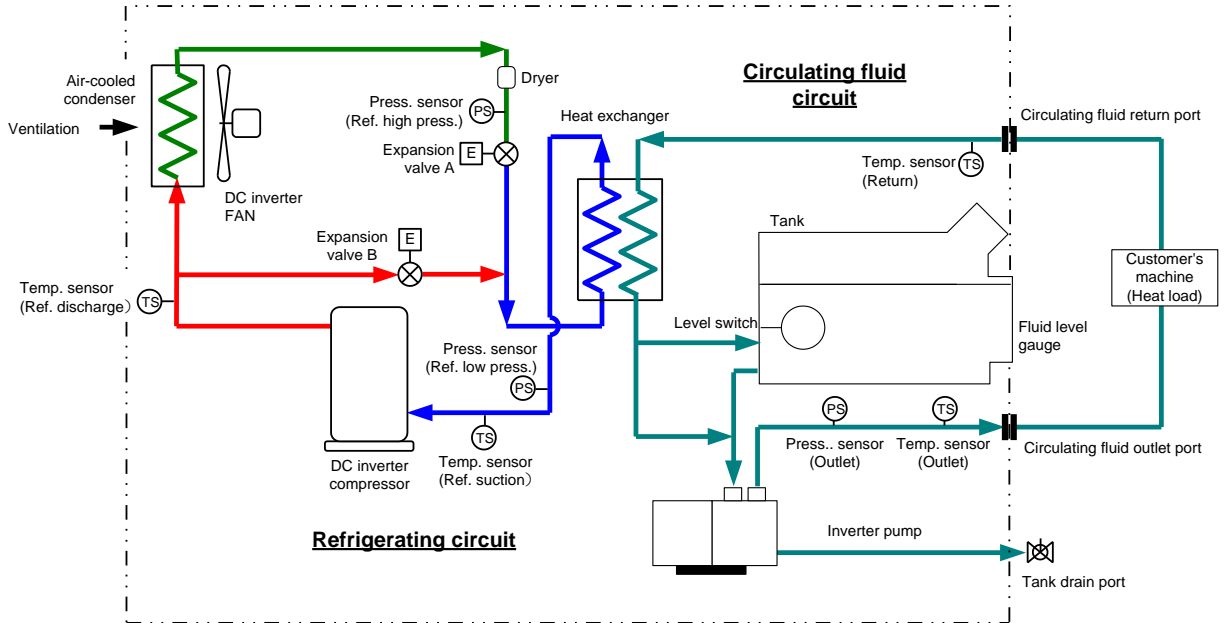 Air-cooled
condenser
Ventilation
DC inverter
FAN
Dryer
Press. sensor
(Ref. high press.)
PS
Expansion
valve A
E
Heat exchanger
Circulating fluid
circuit
Circulating fluid return port
Temp. sensor
(Return)
TS
Expansion
valve B
E
Temp. sensor
(Ref. discharge)
TS
Tank
Level switch
Fluid level
gauge
Customer's
machine
(Heat load)
Press. sensor
(Ref. low press.)
PS
TS
Temp. sensor
(Ref. suction)
DC inverter
compressor
PS
Press.. sensor
(Outlet)
TS
Temp. sensor
(Outlet)
Circulating fluid outlet port
Refrigerating circuit
Inverter pump
Tank drain port